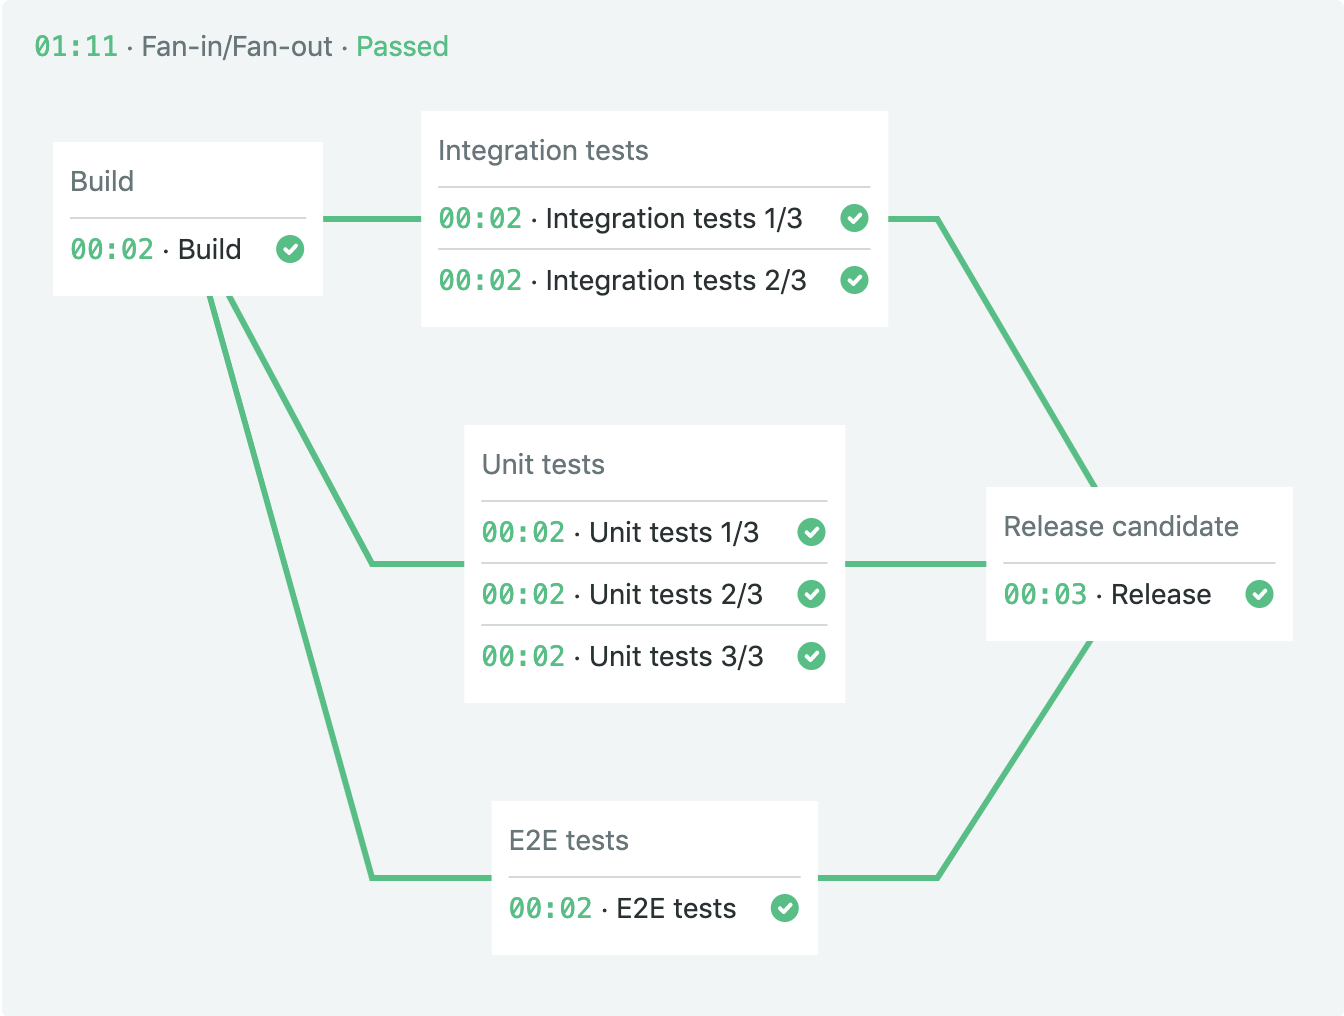 01:11 · Fan-in/Fan-out · Passed
Build
00:02 · Build
Integration tests
00:02 · Integration tests 1/3
00:02 · Integration tests 2/3
Unit tests
00:02 · Unit tests 1/3
00:02 · Unit tests 2/3
00:02 · Unit tests 3/3
E2E tests
00:02 · E2E tests
Release candidate
00:03 · Release